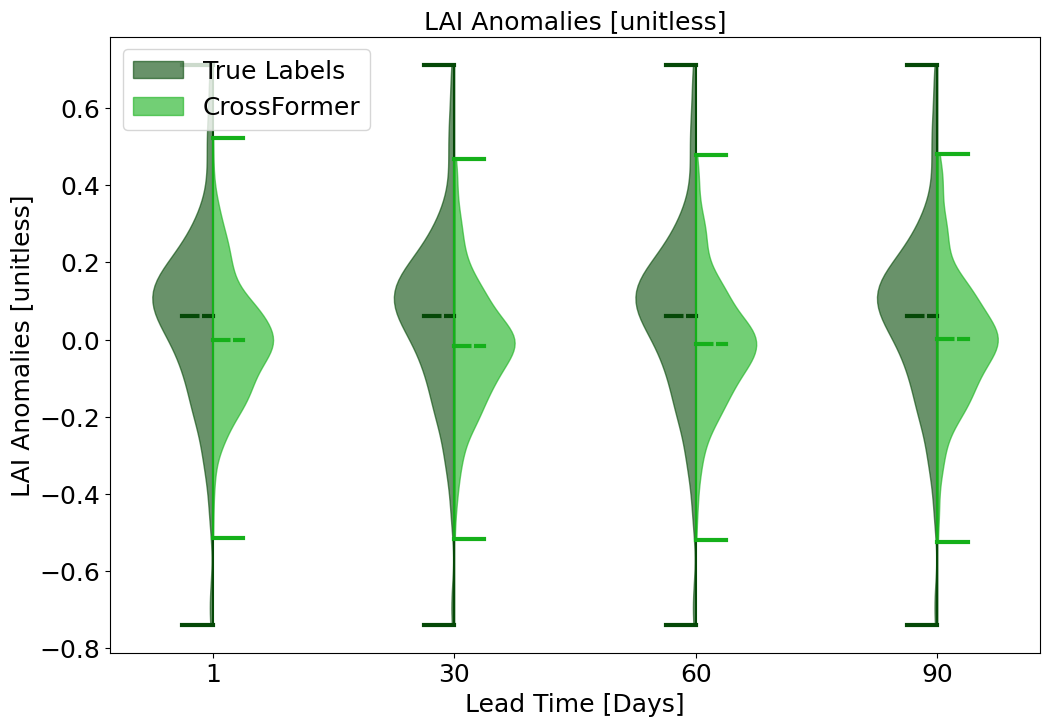 LAI Anomalies [unitless]
True Labels
CrossFormer
LAI Anomalies [unitless]
0.6
0.4
0.2
0.0
−0.2
−0.4
−0.6
−0.8
1
30
60
90
Lead Time [Days]